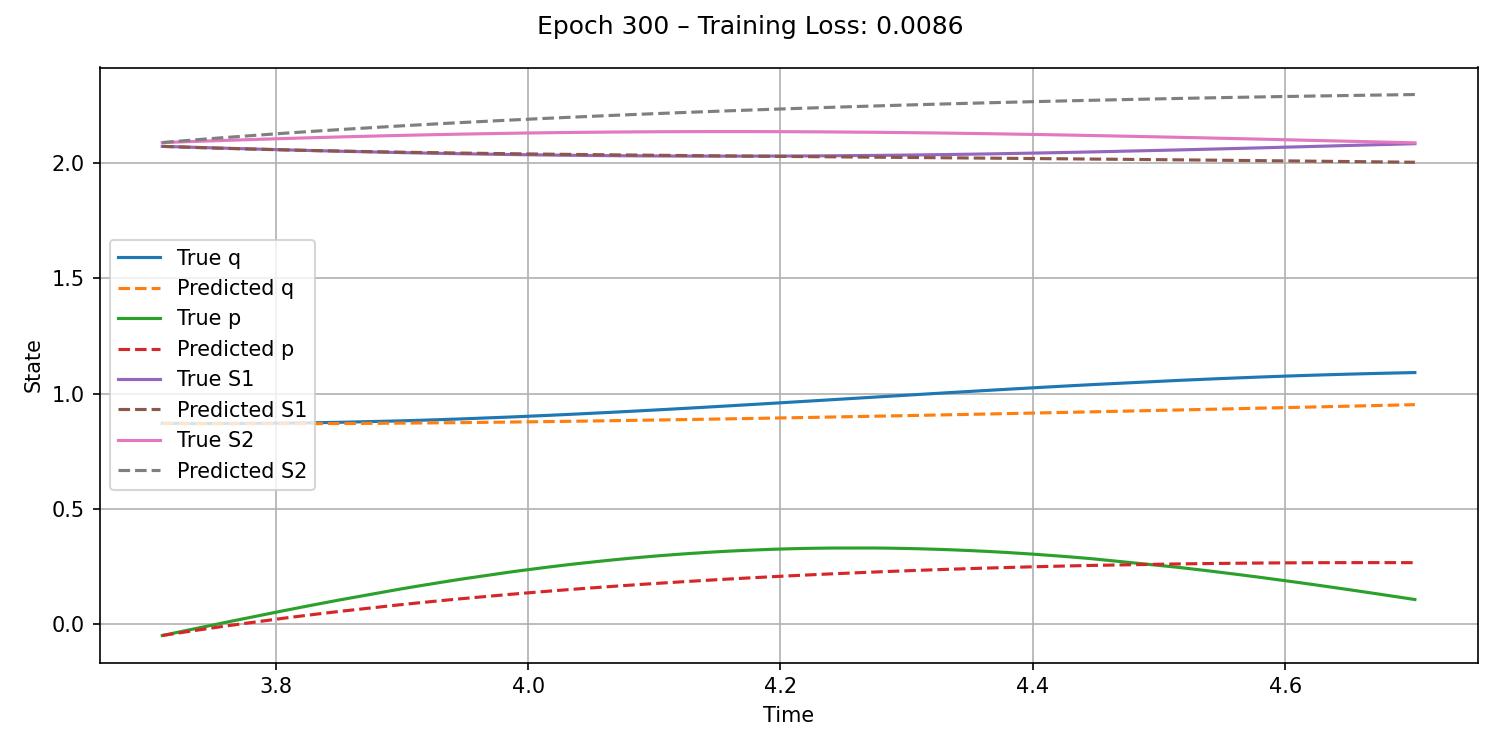 Epoch 300 – Training Loss: 0.0086
2.0
1.5
1.0
0.5
0.0
State
True q
Predicted q
True p
Predicted p
True S1
Predicted S1
True S2
Predicted S2
3.8
4.0
4.2
4.4
4.6
Time